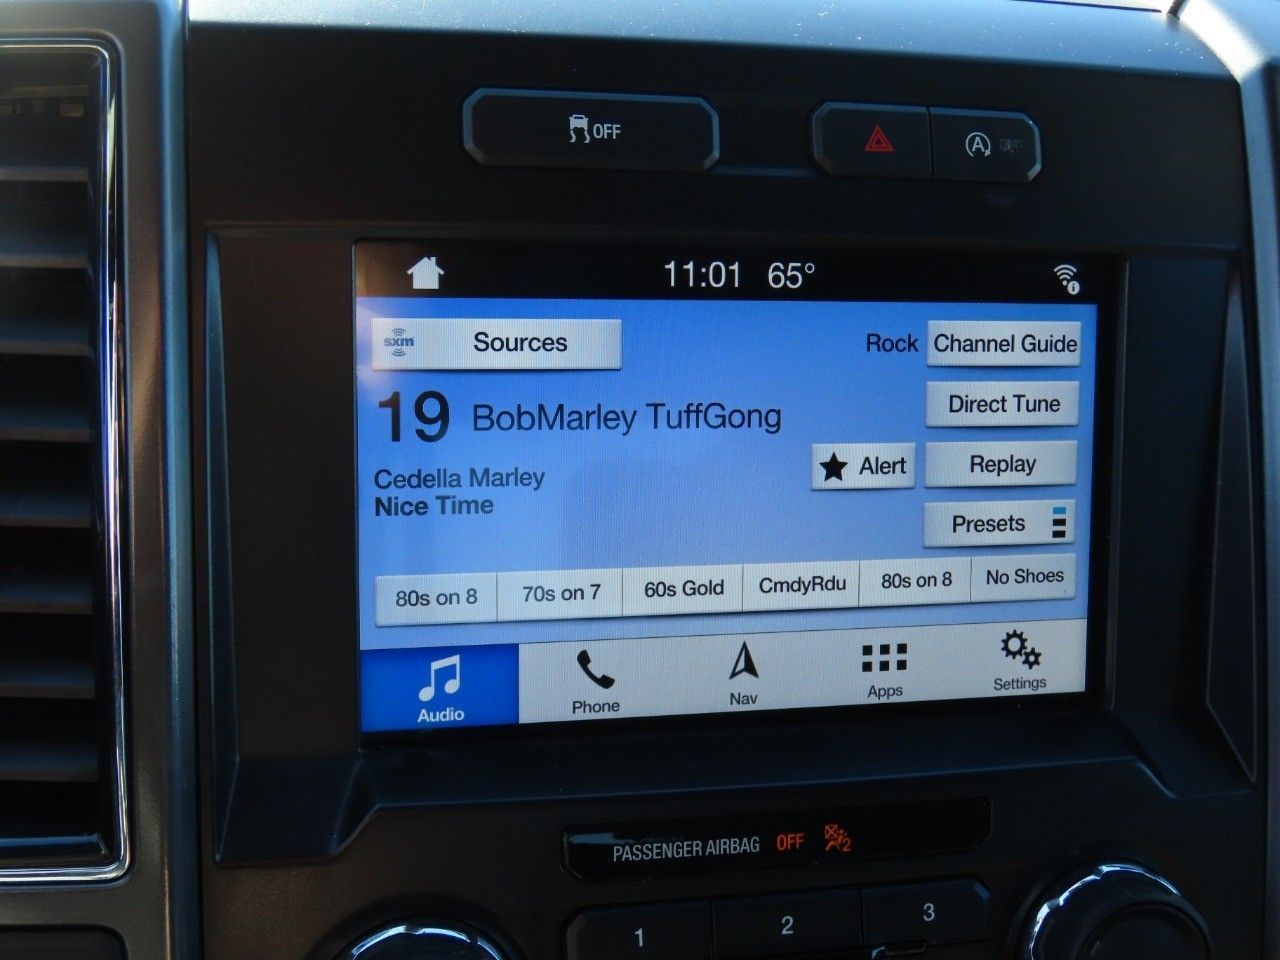 OFF
A
11:01 65°
sxm Sources
Rock Channel Guide
19 BobMarley TuffGong
Direct Tune
Cedella Marley
Nice Time
Alert
Replay
Presets
80s on 8 70s on 7 60s Gold CmdyRdu 80s on 8 No Shoes
Audio Phone Nav Apps Settings
PASSENGER AIRBAG OFF 2
1 2 3